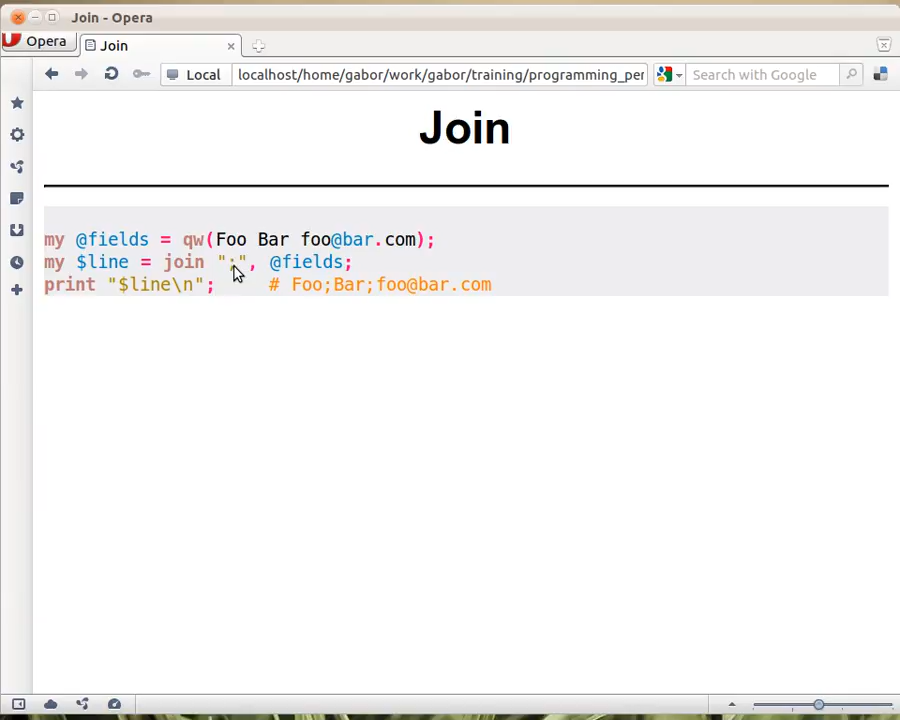 Join - Opera
Opera
Join
Local
localhost/home/gabor/work/gabor/training/programming_per
Search with Google
Join
my @fields = qw(Foo Bar foo@bar.com);
my $line = join ";", @fields;
print "$line\n";     # Foo;Bar;foo@bar.com